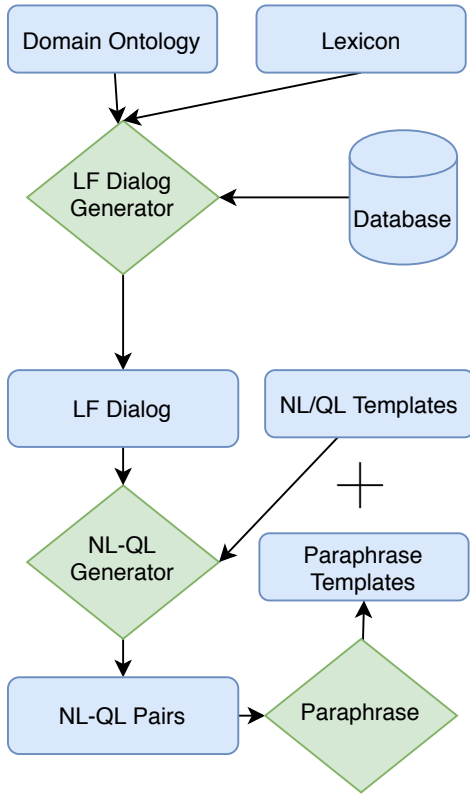 Domain Ontology
Lexicon
LF Dialog
Generator
Database
LF Dialog
NL/QL Templates
NL-QL
Generator
Paraphrase
Templates
NL-QL Pairs
Paraphrase